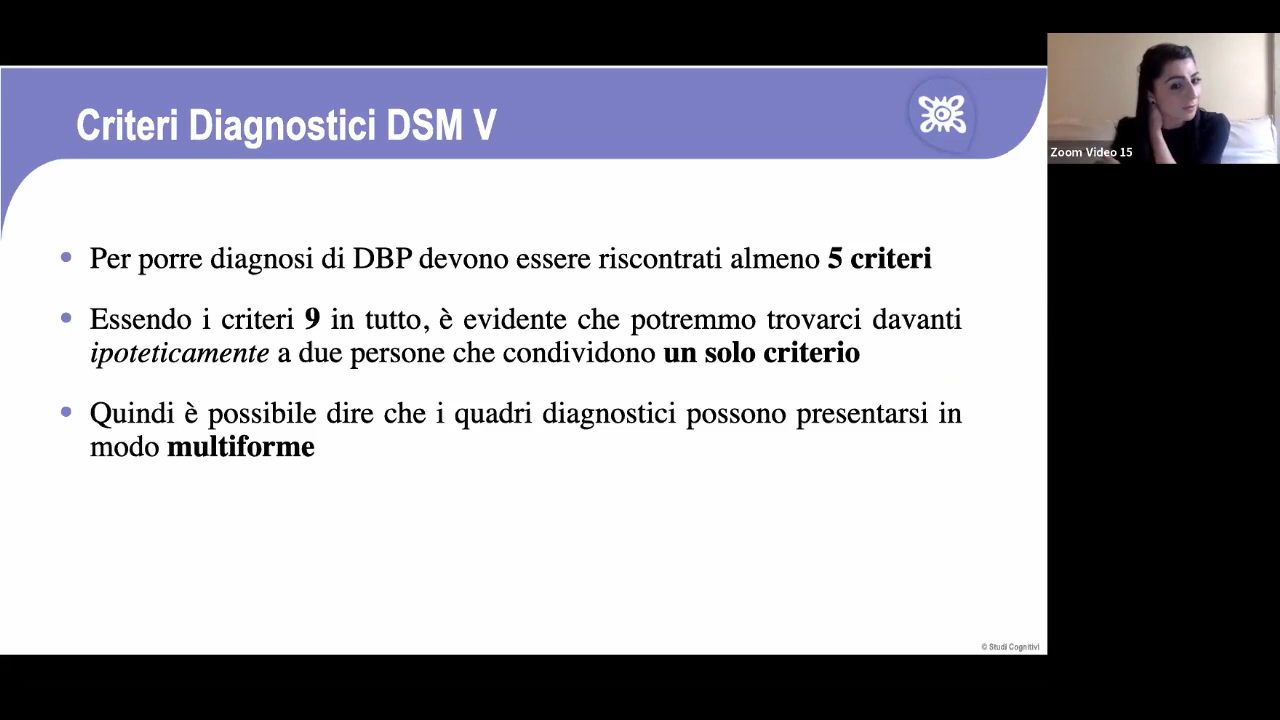 Criteri Diagnostici DSM V
Zoom Video 15
Per porre diagnosi di DBP devono essere riscontrati almeno 5 criteri
Essendo i criteri 9 in tutto, è evidente che potremmo trovarci davanti
ipoteticamente a due persone che condividono un solo criterio
Quindi è possibile dire che i quadri diagnostici possono presentarsi in
modo multiforme
© Studi Cognitivi